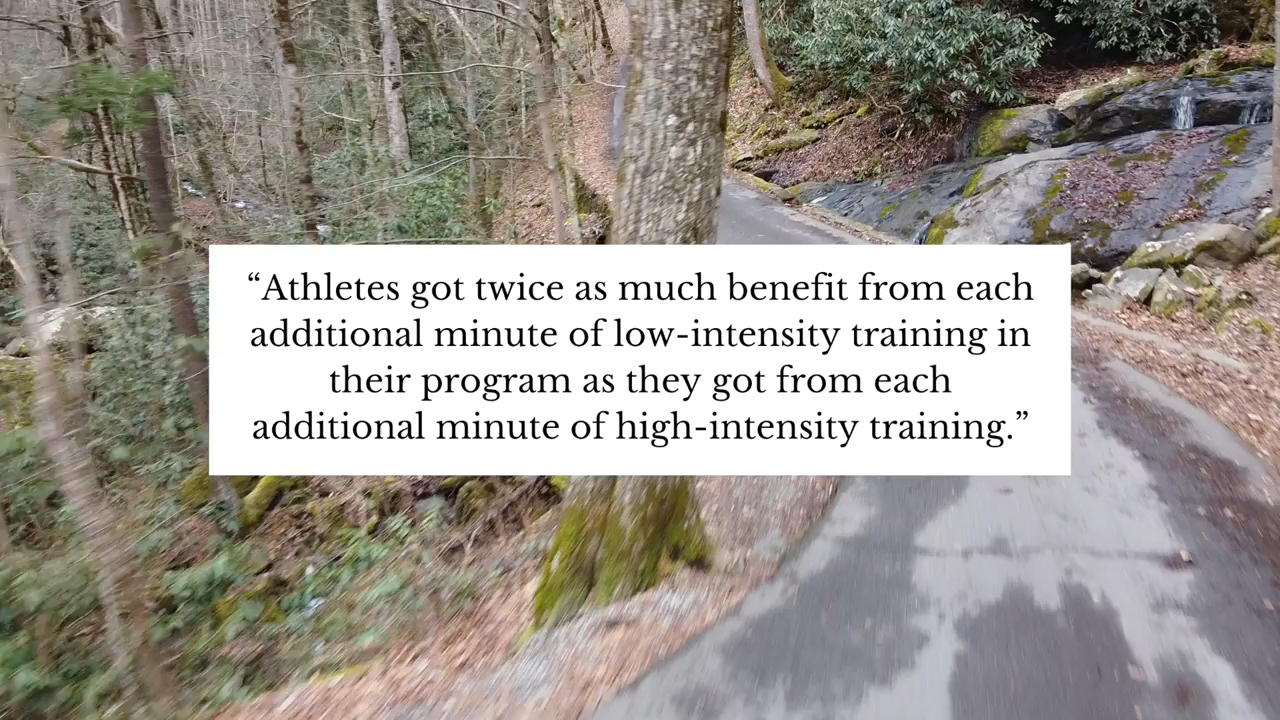 “Athletes got twice as much benefit from each
additional minute of low-intensity training in
their program as they got from each
additional minute of high-intensity training.”